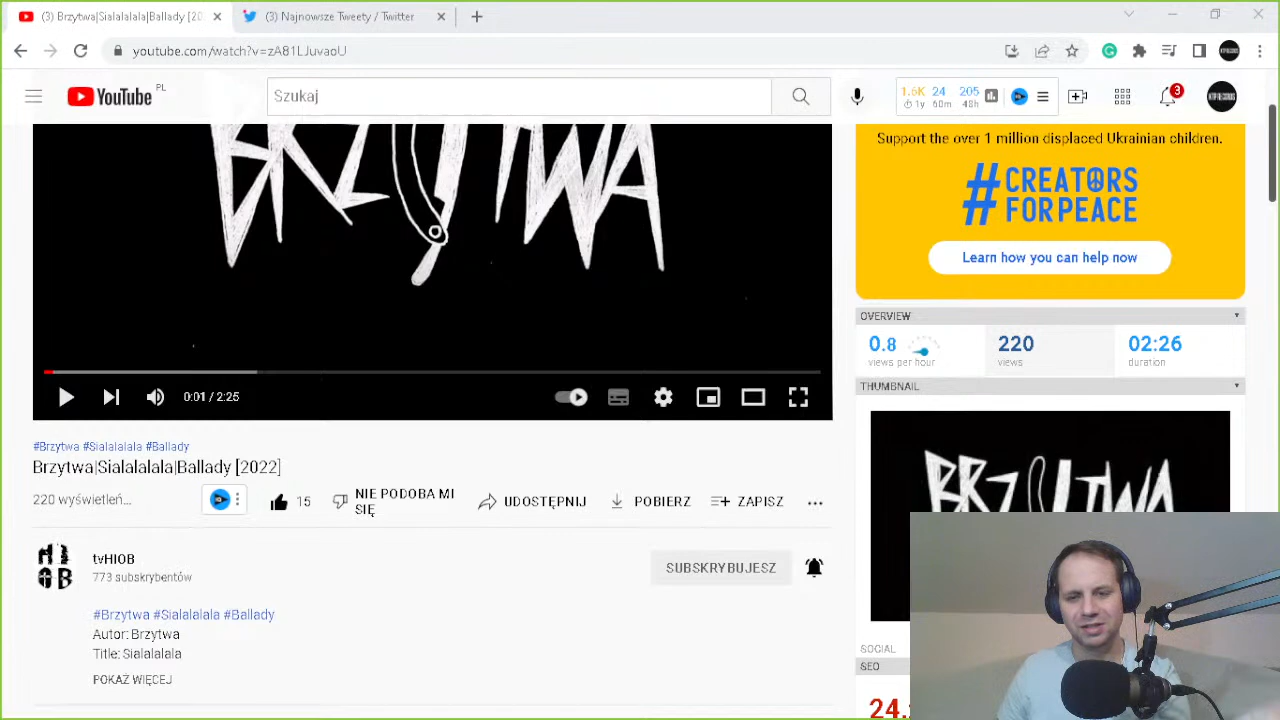 (3) Brzytwa|Sialalalala|Ballady [20
(3) Najnowsze Tweety / Twitter
youtube.com/watch?v=zA81LJuvaoU
YouTube PL
Szukaj
1.6K 24 205
1y 60m 48h
3
BRZYTWA
Support the over 1 million displaced Ukrainian children.
#CREATORS
FOR PEACE
Learn how you can help now
OVERVIEW
0.8 220 02:26
views per hour views duration
THUMBNAIL
BRZYTWA
0:01 / 2:25
#Brzytwa #Sialalalala #Ballady
Brzytwa|Sialalalala|Ballady [2022]
220 wyświetleń...
15
NIE PODOBA MI
SIĘ
UDOSTĘPNIJ
POBIERZ
ZAPISZ
HIOB
tvHIOB
773 subskrybentów
SUBSKRYBUJESZ
#Brzytwa #Sialalalala #Ballady
Autor: Brzytwa
Title: Sialalalala
POKAŻ WIĘCEJ
SOCIAL
SEO
24.